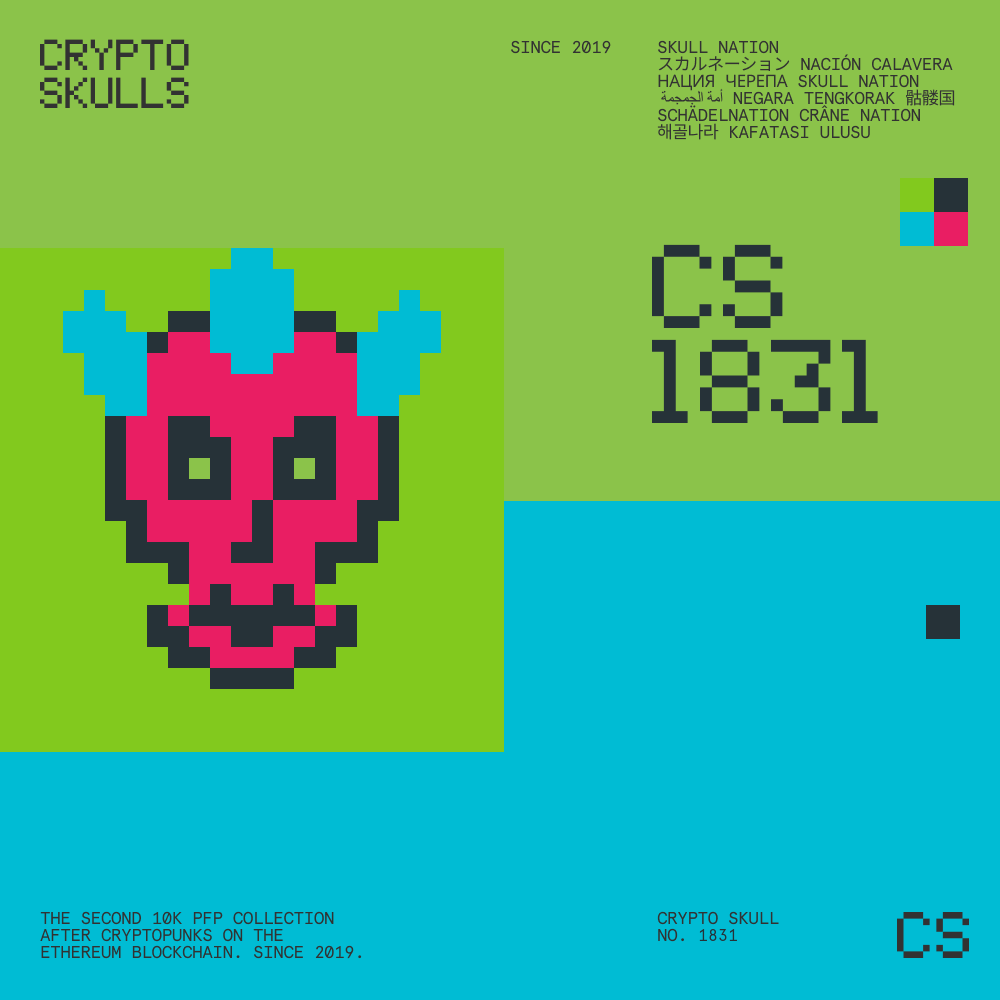 CRYPTO
SKULLS
SINCE 2019
SKULL NATION
スカルネーション NACIÓN CALAVERA
НАЦИЯ ЧЕРЕПА SKULL NATION
أمة الجمجمة NEGARA TENGKORAK 骷髅国
SCHÄDELNATION CRÂNE NATION
해골나라 KAFATASI ULUSU
CS
1831
THE SECOND 10K PFP COLLECTION
AFTER CRYPTOPUNKS ON THE
ETHEREUM BLOCKCHAIN. SINCE 2019.
CRYPTO SKULL
NO. 1831
CS